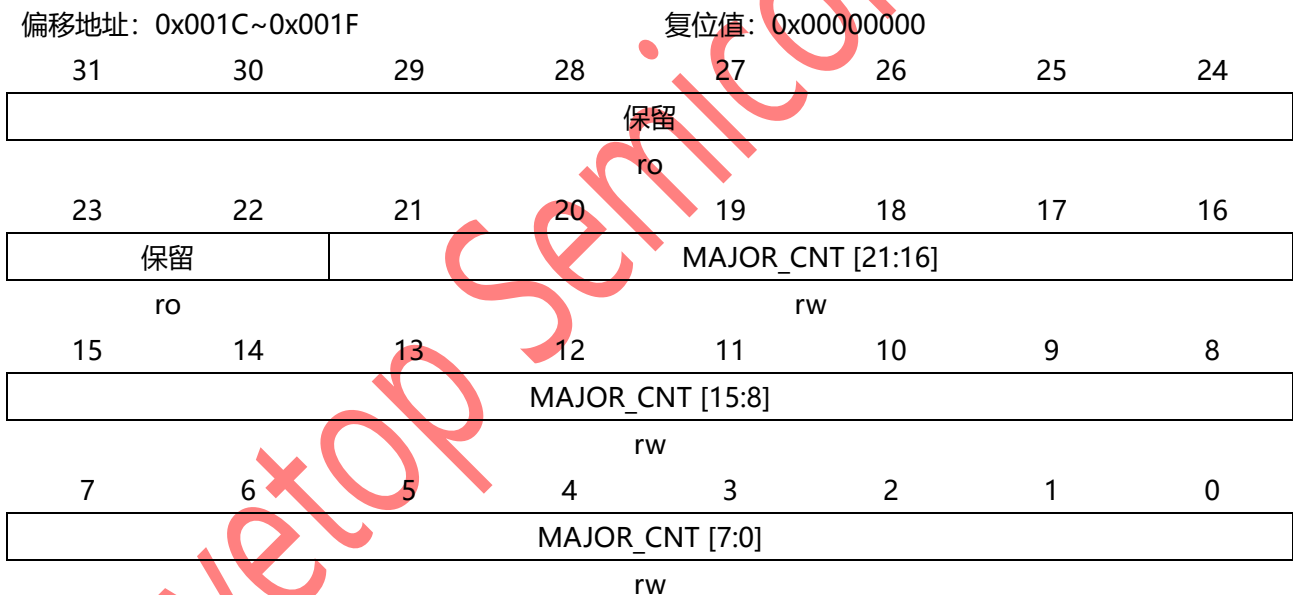 偏移地址：0x001C~0x001F 复位值：0x00000000
31 30 29 28 27 26 25 24
保留
ro
23 22 21 20 19 18 17 16
保留 MAJOR_CNT [21:16]
ro rw
15 14 13 12 11 10 9 8
MAJOR_CNT [15:8]
rw
7 6 5 4 3 2 1 0
MAJOR_CNT [7:0]
rw
vetop Semicon